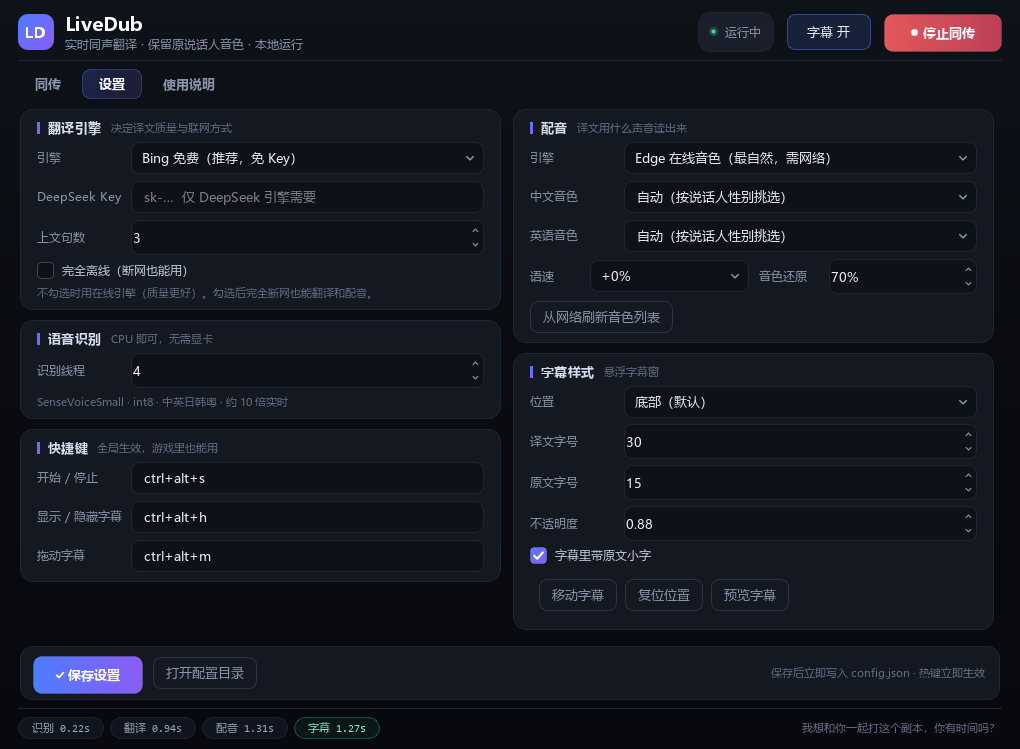 LD
LiveDub
实时同声翻译 · 保留原说话人音色 · 本地运行
运行中
字幕 开
停止同传
同传
设置
使用说明
翻译引擎 决定译文质量与联网方式
引擎 Bing 免费（推荐，免 Key）
DeepSeek Key sk-... 仅 DeepSeek 引擎需要
上文句数 3
完全离线（断网也能用）
不勾选时用在线引擎（质量更好）。勾选后完全断网也能翻译和配音。
语音识别 CPU 即可，无需显卡
识别线程 4
SenseVoiceSmall · int8 · 中英日韩粤 · 约 10 倍实时
快捷键 全局生效，游戏里也能用
开始 / 停止 ctrl+alt+s
显示 / 隐藏字幕 ctrl+alt+h
拖动字幕 ctrl+alt+m
配音 译文用什么声音读出来
引擎 Edge 在线音色（最自然，需网络）
中文音色 自动（按说话人性别挑选）
英语音色 自动（按说话人性别挑选）
语速 +0% 音色还原 70%
从网络刷新音色列表
字幕样式 悬浮字幕窗
位置 底部（默认）
译文字号 30
原文字号 15
不透明度 0.88
字幕里带原文小字
移动字幕 复位位置 预览字幕
保存设置 打开配置目录 保存后立即写入 config.json · 热键立即生效
识别 0.22s 翻译 0.94s 配音 1.31s 字幕 1.27s 我想和你一起打这个副本，你有时间吗?